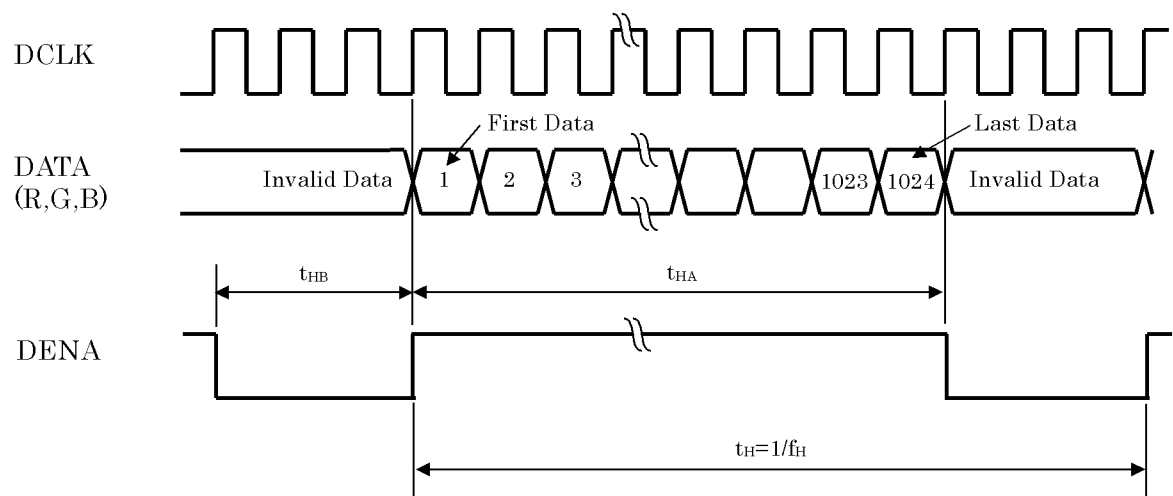 DCLK
First Data
Last Data
DATA
(R,G,B)
Invalid Data
1
2
3
1023
1024
Invalid Data
tHB
tHA
DENA
tH=1/fH